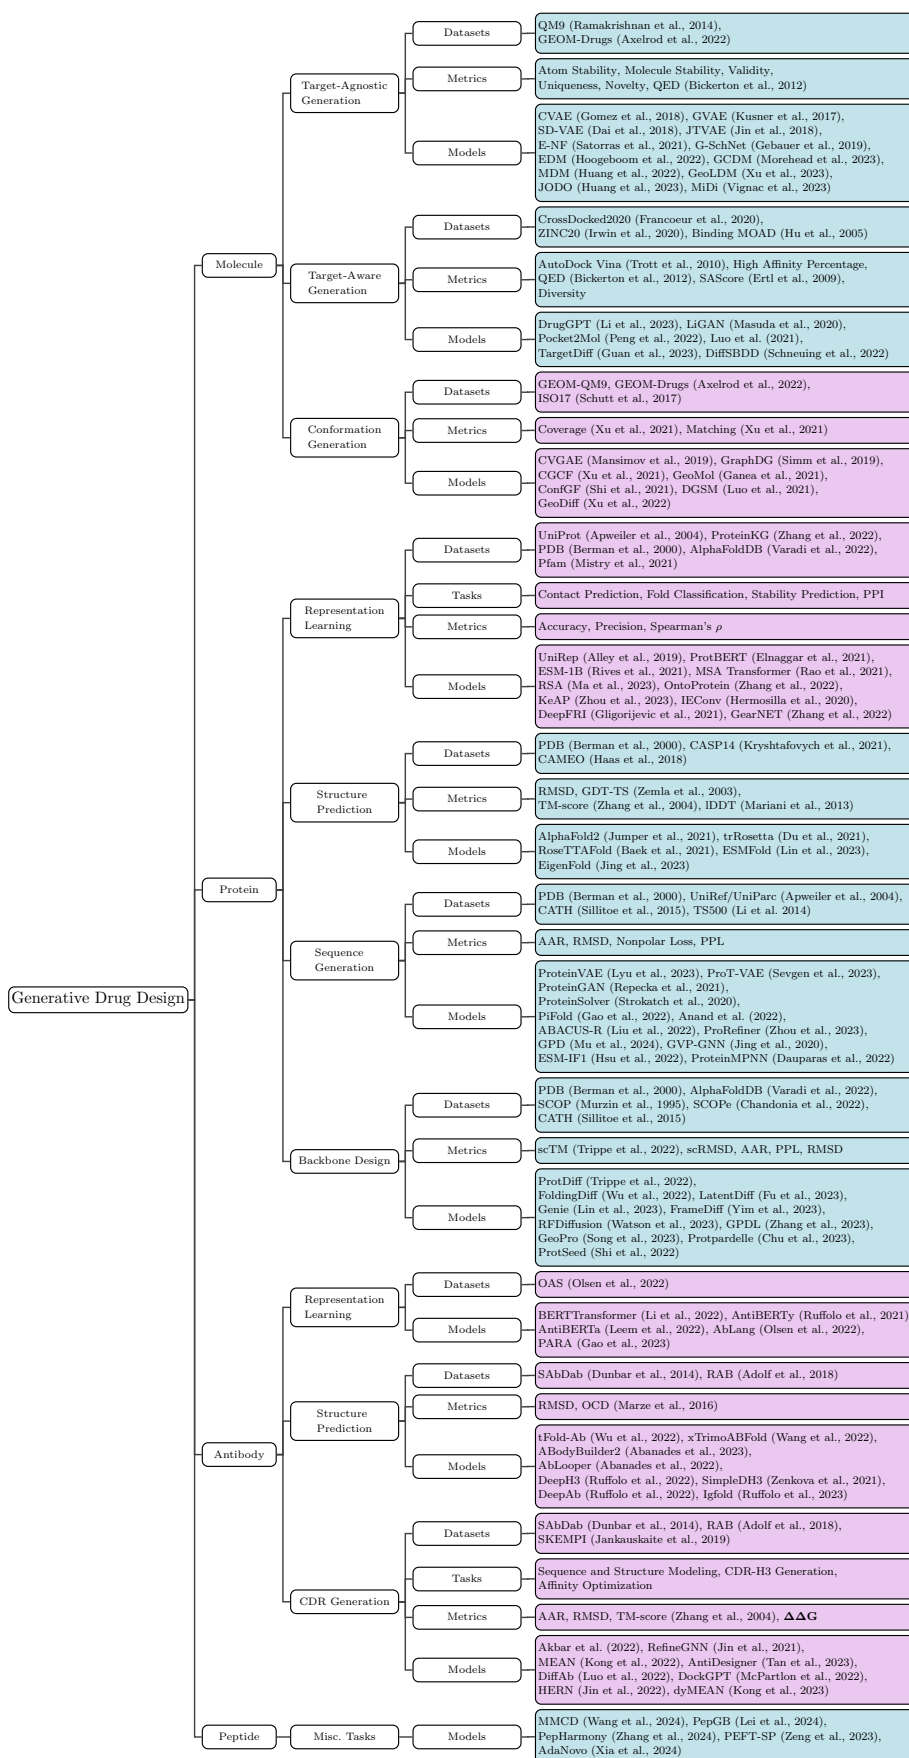 Generative Drug Design
Molecule
Target-Agnostic
Generation
Datasets
QM9 (Ramakrishnan et al., 2014),
GEOM-Drugs (Axelrod et al., 2022)
Metrics
Atom Stability, Molecule Stability, Validity,
Uniqueness, Novelty, QED (Bickerton et al., 2012)
Models
CVAE (Gomez et al., 2018), GVAE (Kusner et al., 2017),
SD-VAE (Dai et al., 2018), JTVAE (Jin et al., 2018),
E-NF (Satorras et al., 2021), G-SchNet (Gebauer et al., 2019),
EDM (Hoogeboom et al., 2022), GCDM (Morehead et al., 2023),
MDM (Huang et al., 2022), GeoLDM (Xu et al., 2023),
JODO (Huang et al., 2023), MiDi (Vignac et al., 2023)
Target-Aware
Generation
Datasets
CrossDocked2020 (Francoeur et al., 2020),
ZINC20 (Irwin et al., 2020), Binding MOAD (Hu et al., 2005)
Metrics
AutoDock Vina (Trott et al., 2010), High Affinity Percentage,
QED (Bickerton et al., 2012), SAScore (Ertl et al., 2009),
Diversity
Models
DrugGPT (Li et al., 2023), LiGAN (Masuda et al., 2020),
Pocket2Mol (Peng et al., 2022), Luo et al. (2021),
TargetDiff (Guan et al., 2023), DiffSBDD (Schneuing et al., 2022)
Conformation
Generation
Datasets
GEOM-QM9, GEOM-Drugs (Axelrod et al., 2022),
ISO17 (Schutt et al., 2017)
Metrics
Coverage (Xu et al., 2021), Matching (Xu et al., 2021)
Models
CVGAE (Mansimov et al., 2019), GraphDG (Simm et al., 2019),
CGCF (Xu et al., 2021), GeoMol (Ganea et al., 2021),
ConfGF (Shi et al., 2021), DGSM (Luo et al., 2021),
GeoDiff (Xu et al., 2022)
Protein
Representation
Learning
Datasets
UniProt (Apweiler et al., 2004), ProteinKG (Zhang et al., 2022),
PDB (Berman et al., 2000), AlphaFoldDB (Varadi et al., 2022),
Pfam (Mistry et al., 2021)
Tasks
Contact Prediction, Fold Classification, Stability Prediction, PPI
Metrics
Accuracy, Precision, Spearman's ρ
Models
UniRep (Alley et al., 2019), ProtBERT (Elnaggar et al., 2021),
ESM-1B (Rives et al., 2021), MSA Transformer (Rao et al., 2021),
RSA (Ma et al., 2023), OntoProtein (Zhang et al., 2022),
KeAP (Zhou et al., 2023), IEConv (Hermosilla et al., 2020),
DeepFRI (Gligorijevic et al., 2021), GearNET (Zhang et al., 2022)
Structure
Prediction
Datasets
PDB (Berman et al., 2000), CASP14 (Kryshtafovych et al., 2021),
CAMEO (Haas et al., 2018)
Metrics
RMSD, GDT-TS (Zemla et al., 2003),
TM-score (Zhang et al., 2004), lDDT (Mariani et al., 2013)
Models
AlphaFold2 (Jumper et al., 2021), trRosetta (Du et al., 2021),
RoseTTAFold (Baek et al., 2021), ESMFold (Lin et al., 2023),
EigenFold (Jing et al., 2023)
Sequence
Generation
Datasets
PDB (Berman et al., 2000), UniRef/UniParc (Apweiler et al., 2004),
CATH (Sillitoe et al., 2015), TS500 (Li et al. 2014)
Metrics
AAR, RMSD, Nonpolar Loss, PPL
Models
ProteinVAE (Lyu et al., 2023), ProT-VAE (Sevgen et al., 2023),
ProteinGAN (Repecka et al., 2021),
ProteinSolver (Strokatch et al., 2020),
PiFold (Gao et al., 2022), Anand et al. (2022),
ABACUS-R (Liu et al., 2022), ProRefiner (Zhou et al., 2023),
GPD (Mu et al., 2024), GVP-GNN (Jing et al., 2020),
ESM-IF1 (Hsu et al., 2022), ProteinMPNN (Dauparas et al., 2022)
Backbone Design
Datasets
PDB (Berman et al., 2000), AlphaFoldDB (Varadi et al., 2022),
SCOP (Murzin et al., 1995), SCOPe (Chandonia et al., 2022),
CATH (Sillitoe et al., 2015)
Metrics
scTM (Trippe et al., 2022), scRMSD, AAR, PPL, RMSD
Models
ProtDiff (Trippe et al., 2022),
FoldingDiff (Wu et al., 2022), LatentDiff (Fu et al., 2023),
Genie (Lin et al., 2023), FrameDiff (Yim et al., 2023),
RFDiffusion (Watson et al., 2023), GPDL (Zhang et al., 2023),
GeoPro (Song et al., 2023), Protpardelle (Chu et al., 2023),
ProtSeed (Shi et al., 2022)
Antibody
Representation
Learning
Datasets
OAS (Olsen et al., 2022)
Models
BERTTransformer (Li et al., 2022), AntiBERTy (Ruffolo et al., 2021)
AntiBERTa (Leem et al., 2022), AbLang (Olsen et al., 2022),
PARA (Gao et al., 2023)
Structure
Prediction
Datasets
SAbDab (Dunbar et al., 2014), RAB (Adolf et al., 2018)
Metrics
RMSD, OCD (Marze et al., 2016)
Models
tFold-Ab (Wu et al., 2022), xTrimoABFold (Wang et al., 2022),
ABodyBuilder2 (Abanades et al., 2023),
AbLooper (Abanades et al., 2022),
DeepH3 (Ruffolo et al., 2022), SimpleDH3 (Zenkova et al., 2021),
DeepAb (Ruffolo et al., 2022), Igfold (Ruffolo et al., 2023)
CDR Generation
Datasets
SAbDab (Dunbar et al., 2014), RAB (Adolf et al., 2018),
SKEMPI (Jankauskaite et al., 2019)
Tasks
Sequence and Structure Modeling, CDR-H3 Generation,
Affinity Optimization
Metrics
AAR, RMSD, TM-score (Zhang et al., 2004), ΔΔG
Models
Akbar et al. (2022), RefineGNN (Jin et al., 2021),
MEAN (Kong et al., 2022), AntiDesigner (Tan et al., 2023),
DiffAb (Luo et al., 2022), DockGPT (McPartlon et al., 2022),
HERN (Jin et al., 2022), dyMEAN (Kong et al., 2023)
Peptide
Misc. Tasks
Models
MMCD (Wang et al., 2024), PepGB (Lei et al., 2024),
PepHarmony (Zhang et al., 2024), PEFT-SP (Zeng et al., 2023),
AdaNovo (Xia et al., 2024)